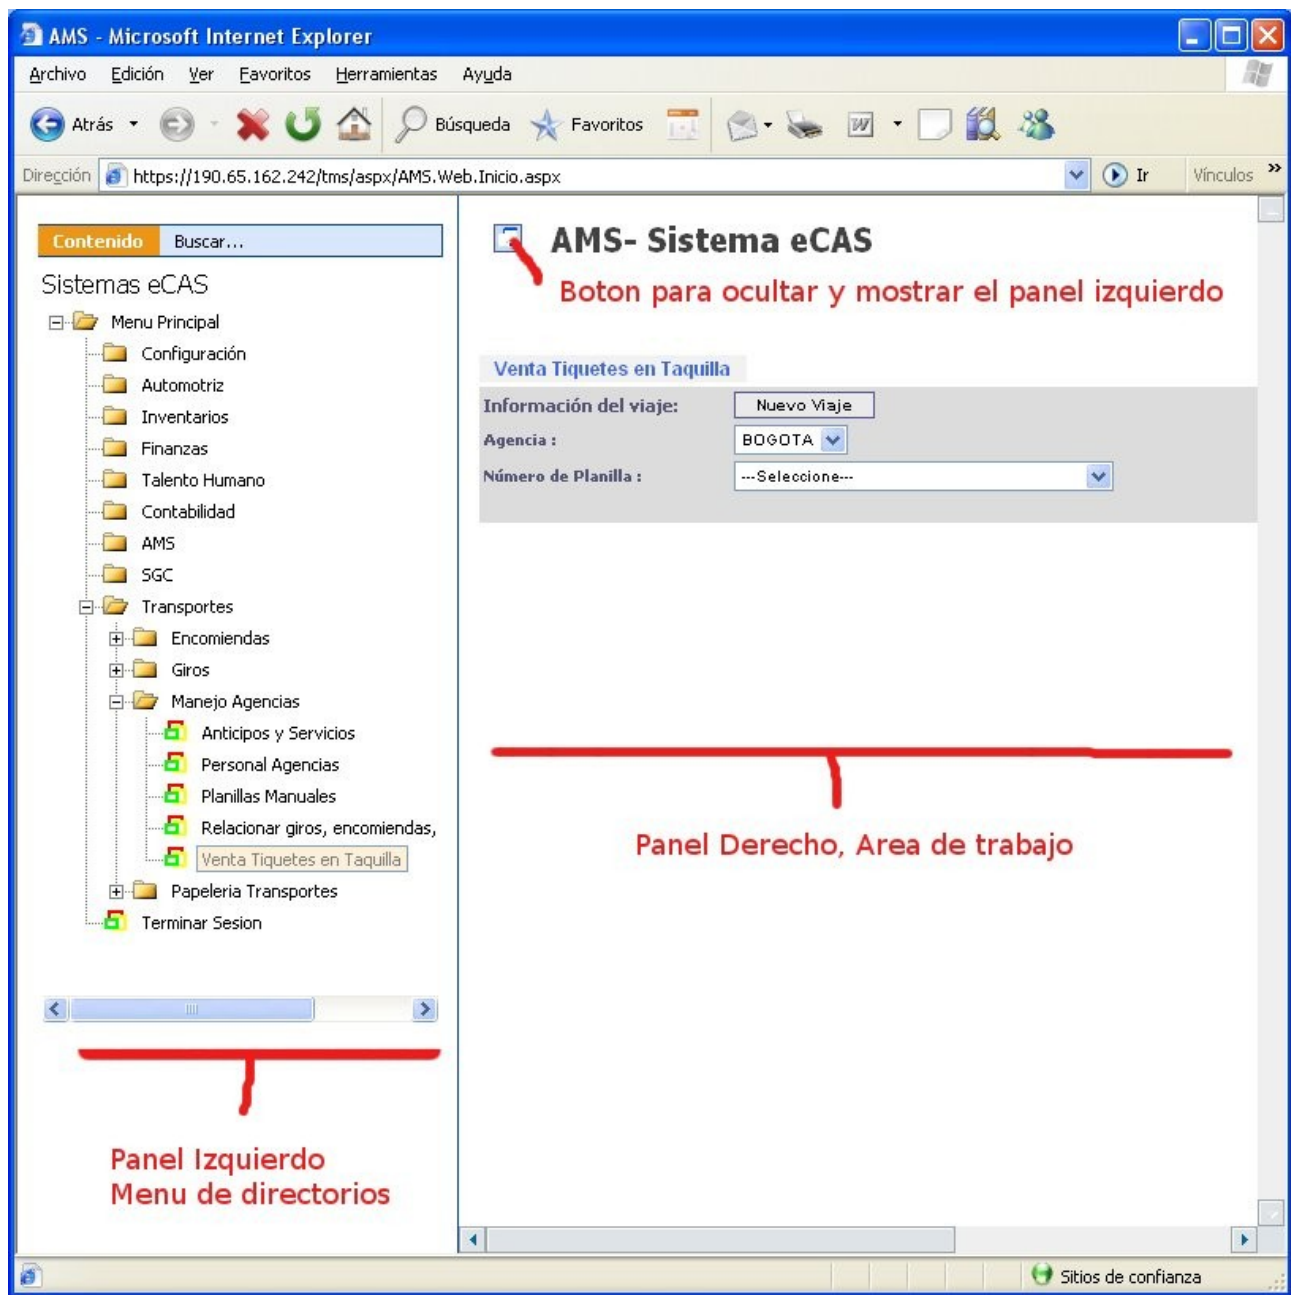 AMS - Microsoft Internet Explorer
Archivo Edición Ver Favoritos Herramientas Ayuda
Atrás Búsqueda Favoritos
Dirección https://190.65.162.242/tms/aspx/AMS.Web.Inicio.aspx Ir Vínculos »
Contenido Buscar...
Sistemas eCAS
Menu Principal
Configuración
Automotriz
Inventarios
Finanzas
Talento Humano
Contabilidad
AMS
SGC
Transportes
Encomiendas
Giros
Manejo Agencias
Anticipos y Servicios
Personal Agencias
Planillas Manuales
Relacionar giros, encomiendas,
Venta Tiquetes en Taquilla
Papeleria Transportes
Terminar Sesion
Panel Izquierdo
Menu de directorios
AMS- Sistema eCAS
Boton para ocultar y mostrar el panel izquierdo
Venta Tiquetes en Taquilla
Información del viaje: Nuevo Viaje
Agencia : BOGOTA
Número de Planilla : ---Seleccione---
Panel Derecho, Area de trabajo
Sitios de confianza